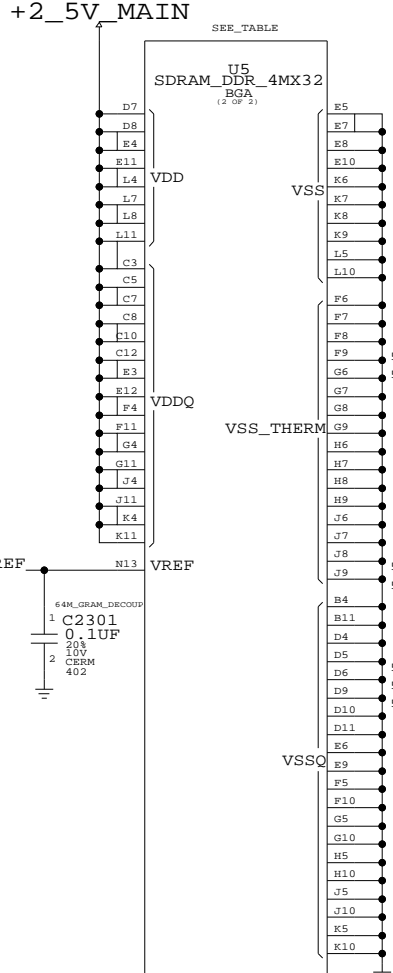 +2_5V_MAIN
SEE_TABLE
U5
SDRAM_DDR_4MX32
BGA
(2 OF 2)
D7
D8
E4
E11
L4
L7
L8
L11
VDD
C3
C5
C7
C8
C10
C12
E3
E12
F4
F11
G4
G11
J4
J11
K4
K11
VDDQ
N13
VREF
E5
E7
E8
E10
K6
K7
K8
K9
L5
L10
VSS
F6
F7
F8
F9
G6
G7
G8
G9
H6
H7
H8
H9
J6
J7
J8
J9
VSS_THERM
B4
B11
D4
D5
D6
D9
D10
D11
E6
E9
F5
F10
G5
G10
H5
H10
J5
J10
K5
K10
VSSQ
64M_GRAM_DECOUP
1
C2301
0.1UF
20%
10V
CERM
402
2